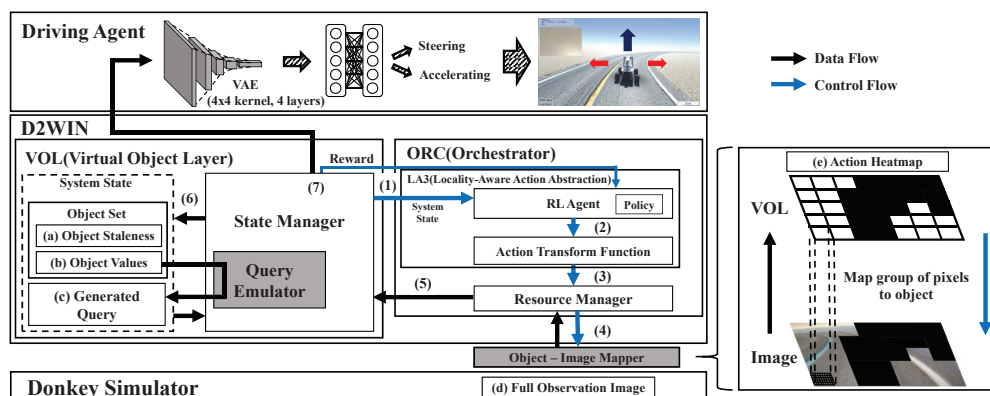 Driving Agent
VAE
(4x4 kernel, 4 layers)
Steering
Accelerating
Data Flow
Control Flow
D2WIN
VOL(Virtual Object Layer)
System State
Object Set
(a) Object Staleness
(b) Object Values
(c) Generated Query
(6)
(7)
State Manager
Query Emulator
Reward
(1)
ORC(Orchestrator)
LA3(Locality-Aware Action Abstraction)
System State
RL Agent
Policy
(2)
Action Transform Function
(3)
(5)
Resource Manager
(4)
Object – Image Mapper
Donkey Simulator
(d) Full Observation Image
(e) Action Heatmap
VOL
Map group of pixels
to object
Image